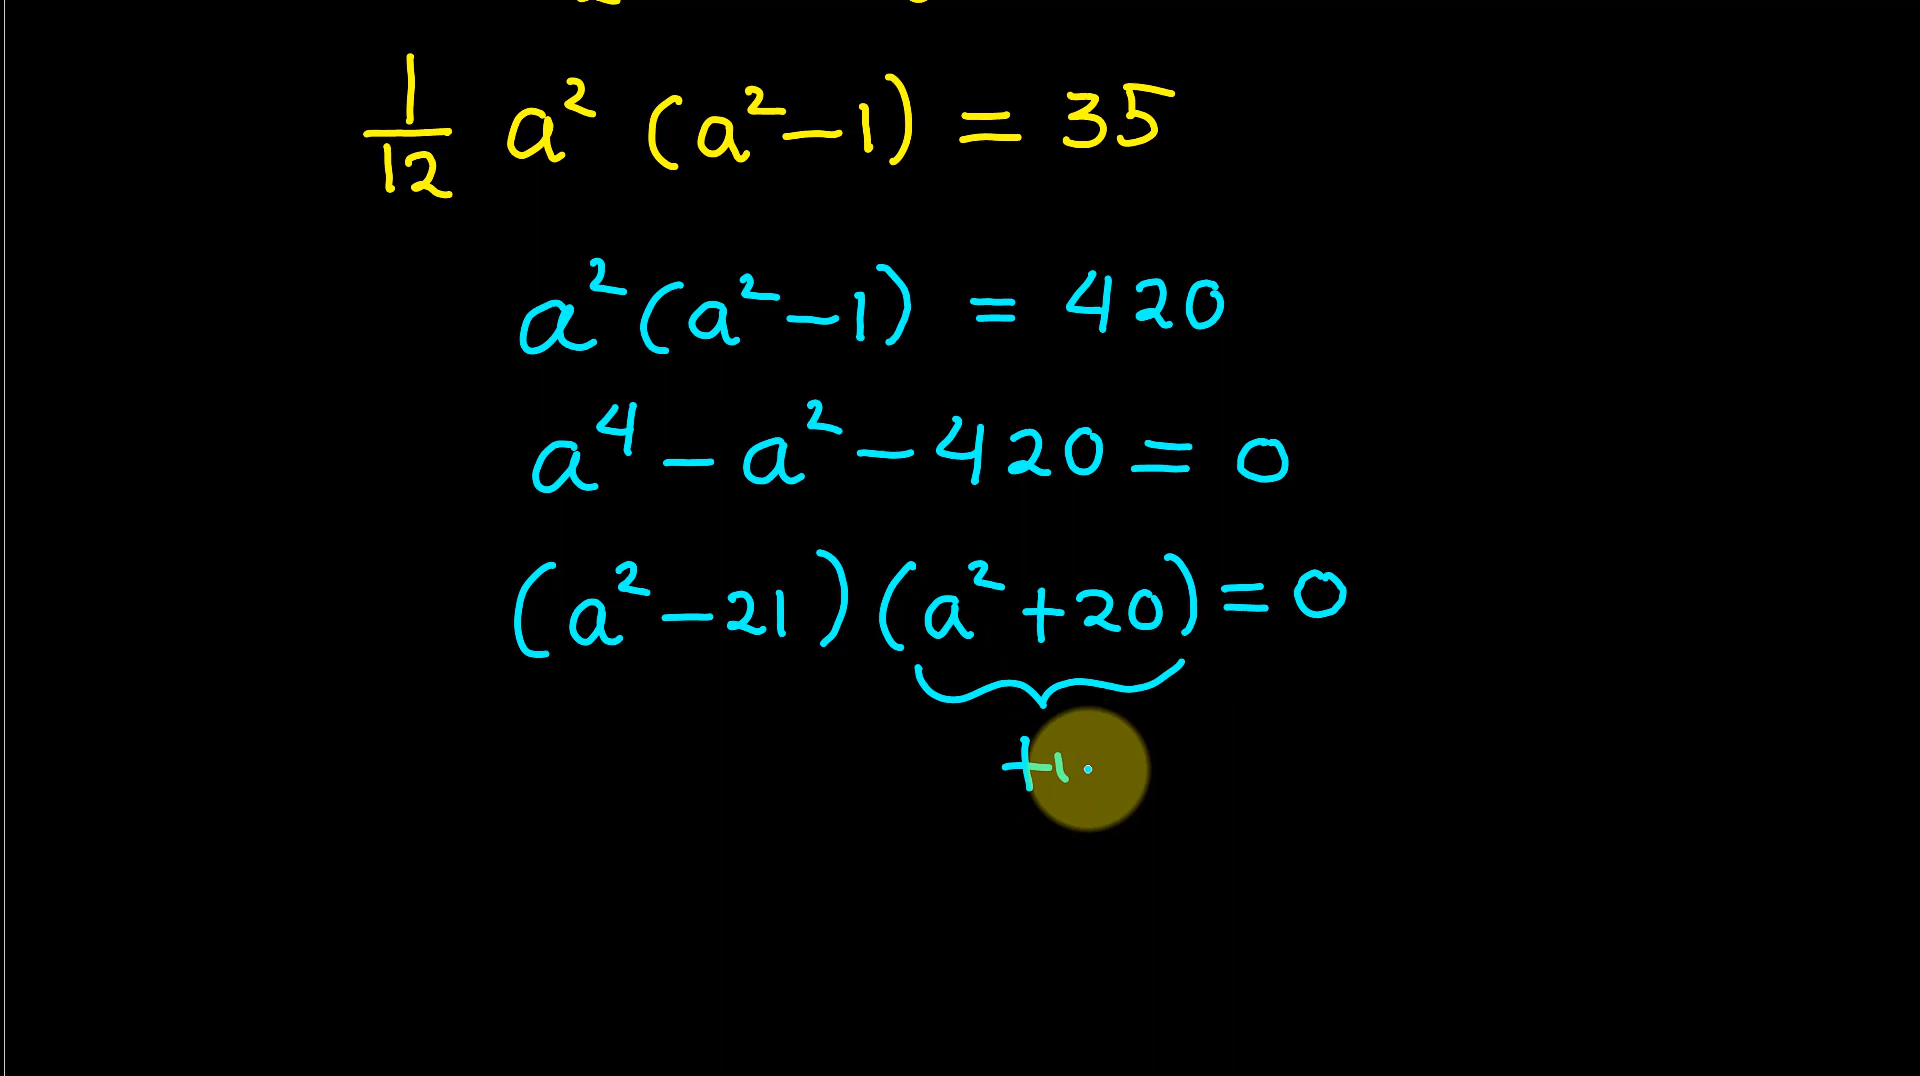 1/12 a² (a² − 1) = 35
a² (a² − 1) = 420
a⁴ − a² − 420 = 0
(a² − 21) (a² + 20) = 0